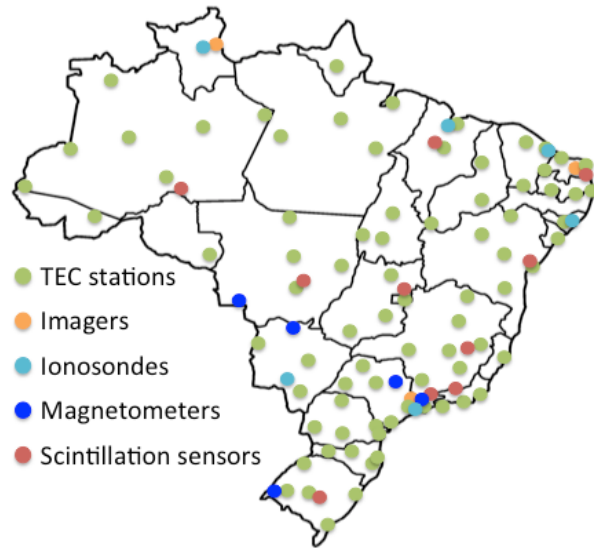 TEC stations
Imagers
Ionosondes
Magnetometers
Scintillation sensors